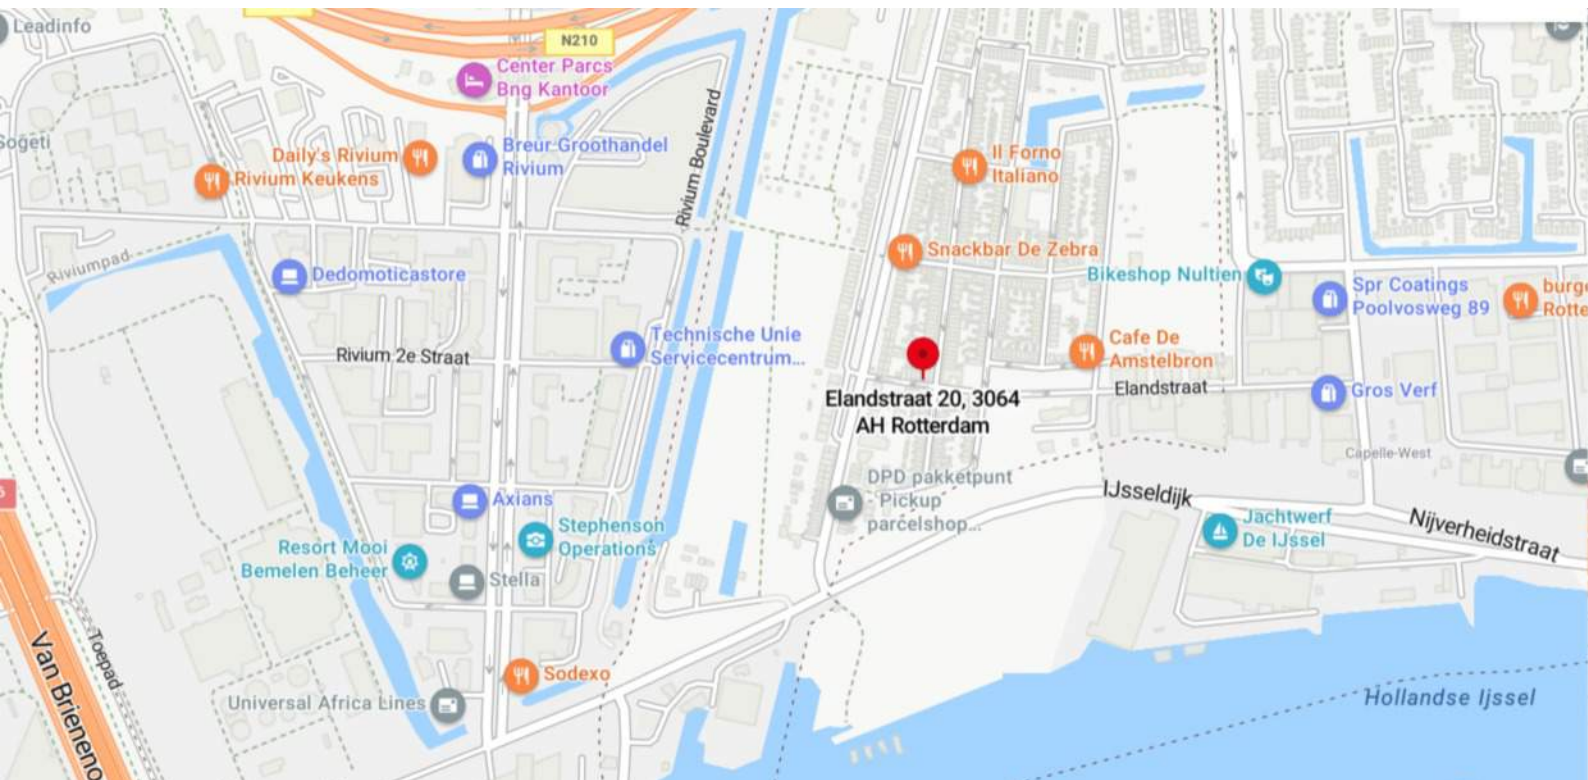 Leadinfo
N210
Center Parcs
Bng Kantoor
Sogeti
Daily's Rivium
Rivium Keukens
Breur Groothandel
Rivium
Rivium Boulevard
Il Forno
Italiano
Snackbar De Zebra
Riviumpad
Dedomoticastore
Bikeshop Nultien
Spr Coatings
Poolvosweg 89
burge
Rotte
Technische Unie
Servicecentrum...
Rivium 2e Straat
Cafe De
Amstelbron
Elandstraat
Gros Verf
Elandstraat 20, 3064
AH Rotterdam
Capelle-West
DPD pakketpunt
- Pickup
parcelshop...
Axians
IJsseldijk
Nijverheidstraat
Stephenson
Operations
Jachtwerf
De IJssel
Resort Mooi
Bemelen Beheer
Stella
Toepad
Van Brieneno
Sodexo
Universal Africa Lines
Hollandse Ijssel